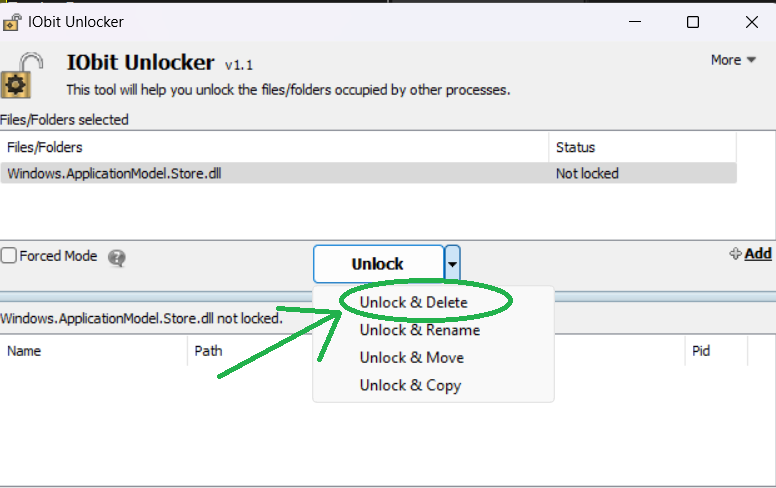 IObit Unlocker
IObit Unlocker v1.1
More
This tool will help you unlock the files/folders occupied by other processes.
Files/Folders selected
Files/Folders Status
Windows.ApplicationModel.Store.dll Not locked
Forced Mode ? Unlock Add
Unlock & Delete
Windows.ApplicationModel.Store.dll not locked.
Unlock & Rename
Name Path Pid
Unlock & Move
Unlock & Copy